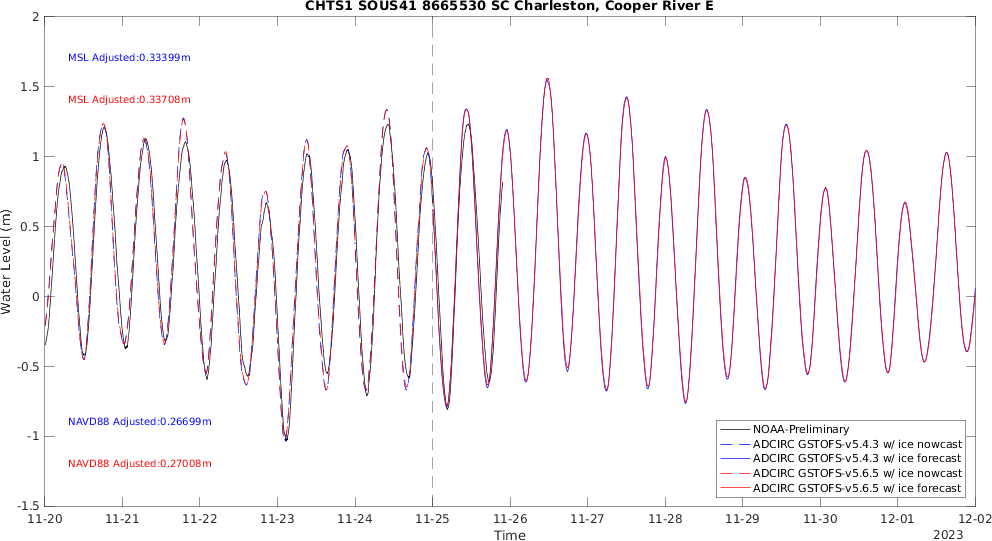 CHTS1 SOUS41 8665530 SC Charleston, Cooper River E
2
1.5
1
0.5
0
-0.5
-1
-1.5
Water Level (m)
MSL Adjusted:0.33399m
MSL Adjusted:0.33708m
NAVD88 Adjusted:0.26699m
NAVD88 Adjusted:0.27008m
NOAA-Preliminary
ADCIRC GSTOFS-v5.4.3 w/ ice nowcast
ADCIRC GSTOFS-v5.4.3 w/ ice forecast
ADCIRC GSTOFS-v5.6.5 w/ ice nowcast
ADCIRC GSTOFS-v5.6.5 w/ ice forecast
11-20 11-21 11-22 11-23 11-24 11-25 11-26 11-27 11-28 11-29 11-30 12-01 12-02
Time
2023